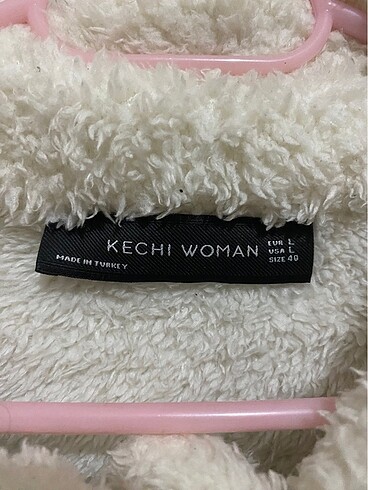 KECHI WOMAN
MADE IN TURKEY
EUR L
USA L
SIZE 40